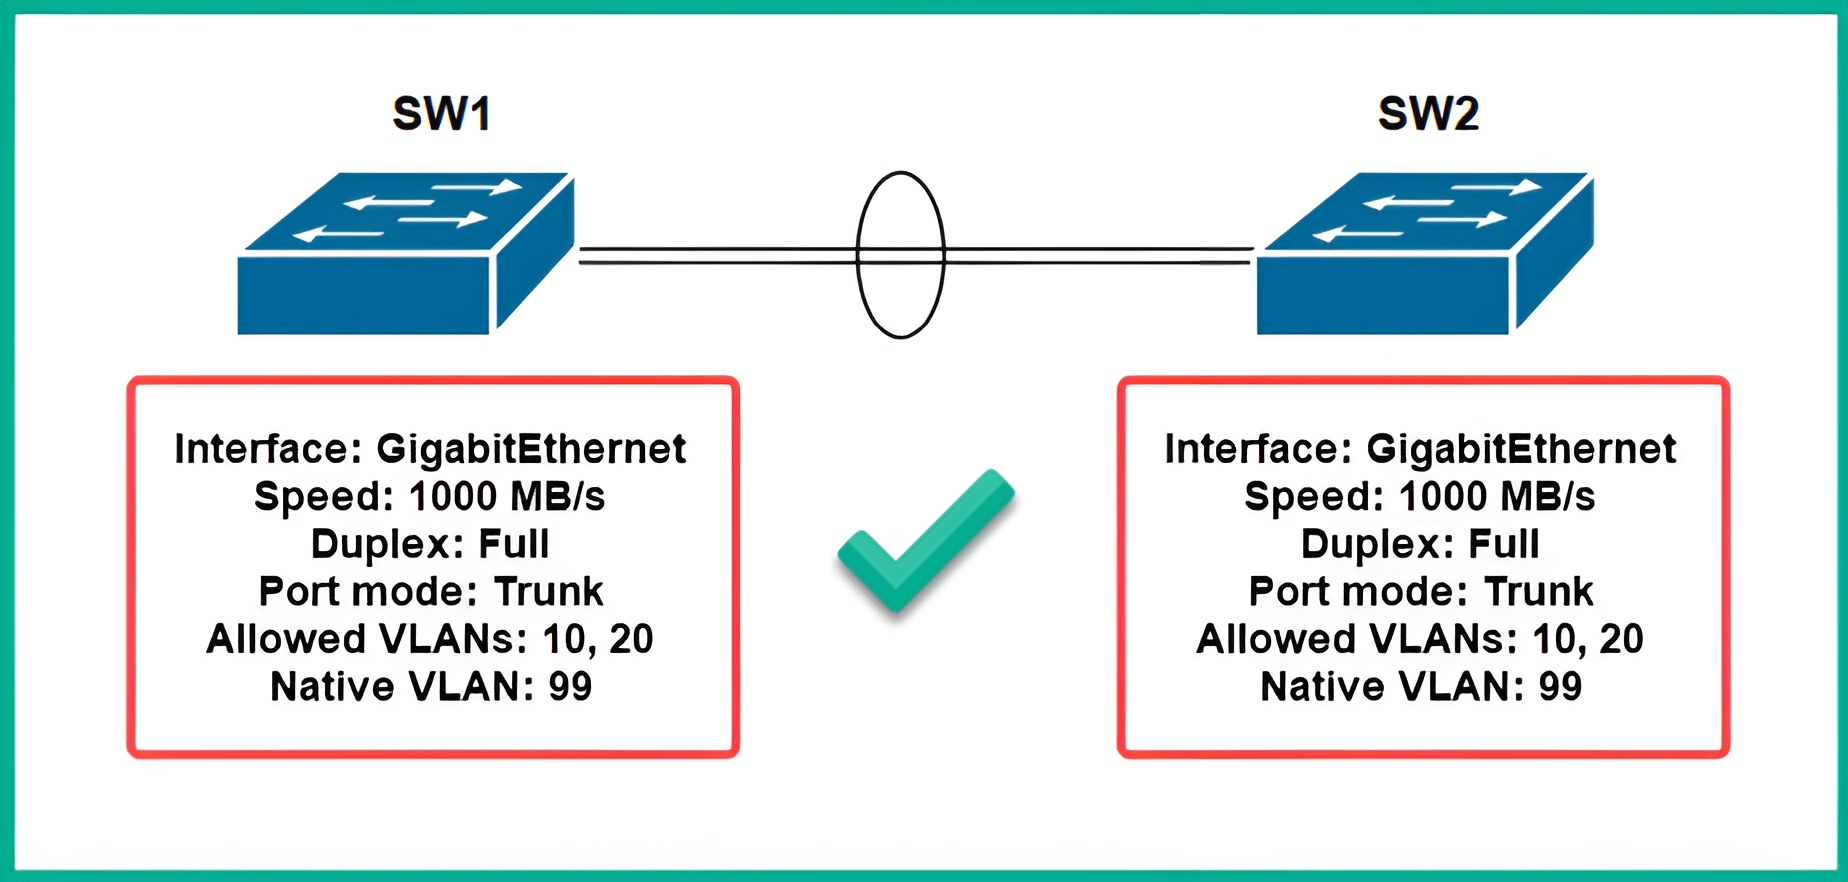 SW1
SW2
Interface: GigabitEthernet
Speed: 1000 MB/s
Duplex: Full
Port mode: Trunk
Allowed VLANs: 10, 20
Native VLAN: 99
Interface: GigabitEthernet
Speed: 1000 MB/s
Duplex: Full
Port mode: Trunk
Allowed VLANs: 10, 20
Native VLAN: 99